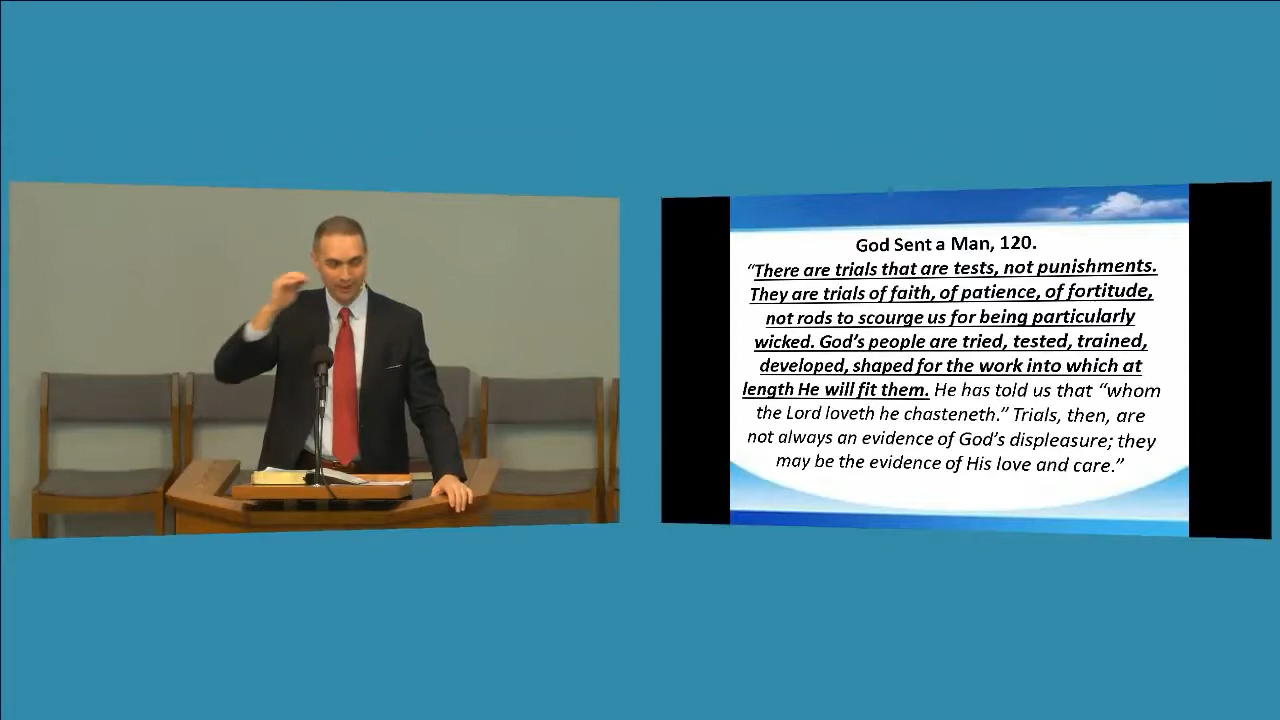 God Sent a Man, 120.
“There are trials that are tests, not punishments.
They are trials of faith, of patience, of fortitude,
not rods to scourge us for being particularly
wicked. God’s people are tried, tested, trained,
developed, shaped for the work into which at
length He will fit them. He has told us that “whom
the Lord loveth he chasteneth.” Trials, then, are
not always an evidence of God’s displeasure; they
may be the evidence of His love and care.”